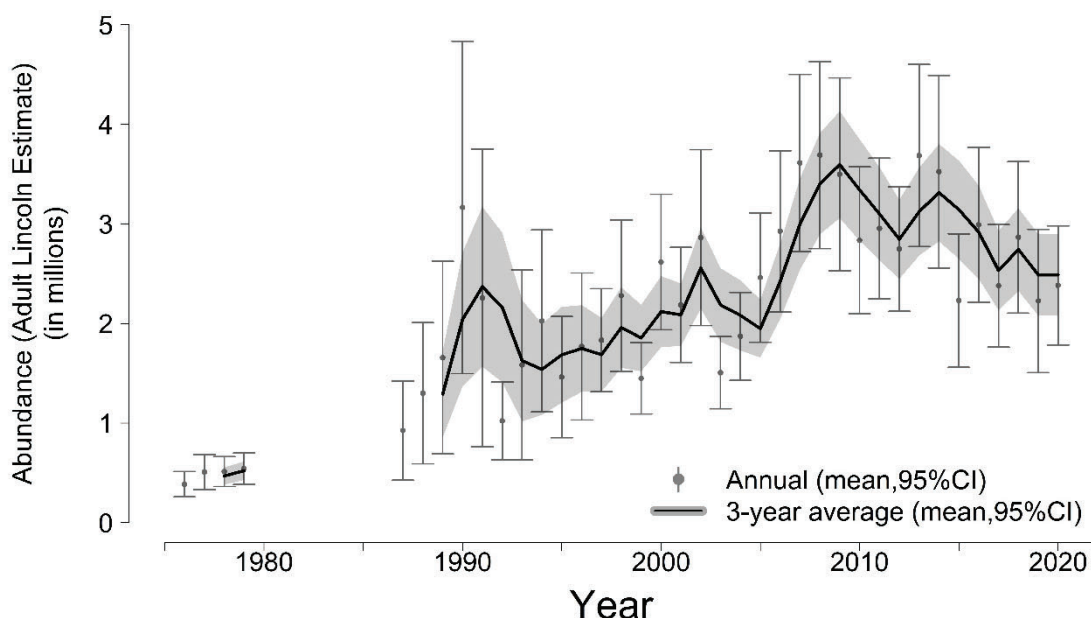 Abundance (Adult Lincoln Estimate)
(in millions)
5
4
3
2
1
0
Annual (mean,95%CI)
3-year average (mean,95%CI)
1980
1990
2000
2010
2020
Year